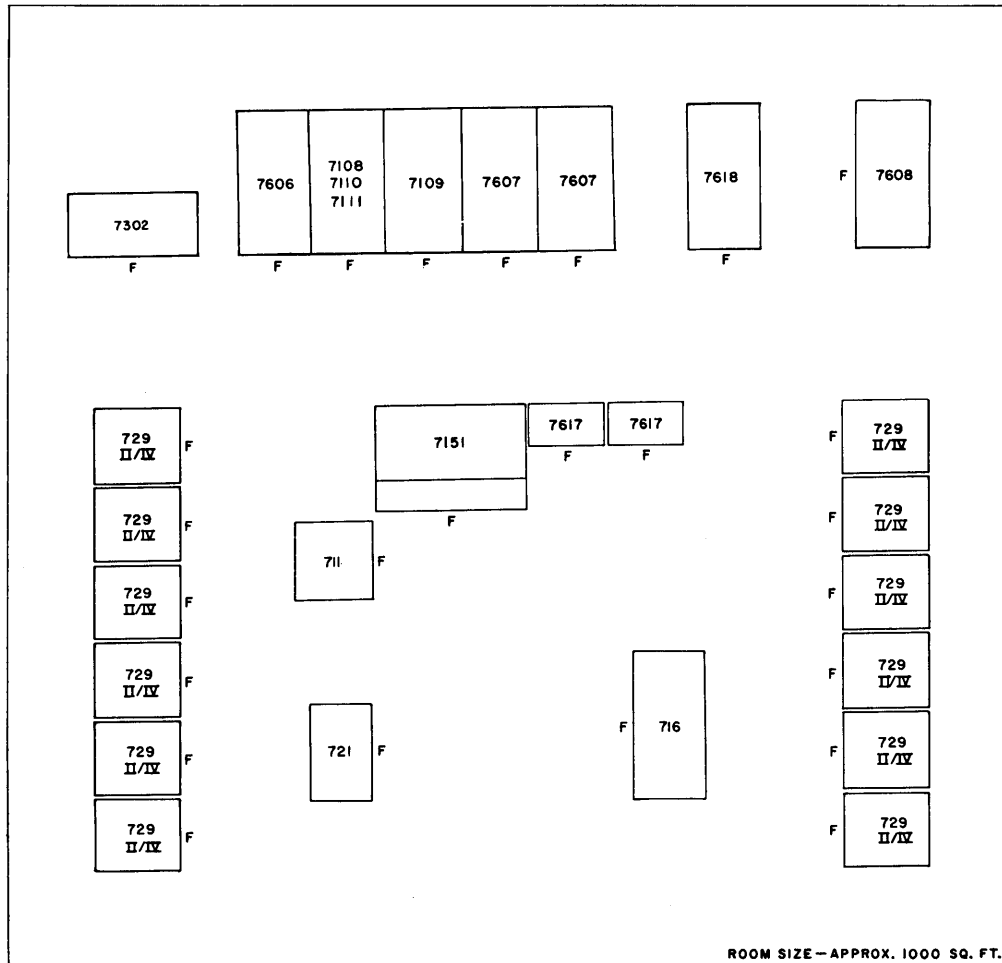 7302
F
7606
F
7108
7110
7111
F
7109
F
7607
F
7607
F
7618
F
F
7608
729
II/IV
F
729
II/IV
F
729
II/IV
F
729
II/IV
F
729
II/IV
F
729
II/IV
F
7151
F
7617
F
7617
F
711
F
721
F
F
716
F
729
II/IV
F
729
II/IV
F
729
II/IV
F
729
II/IV
F
729
II/IV
F
729
II/IV
ROOM SIZE—APPROX. 1000 SQ. FT.